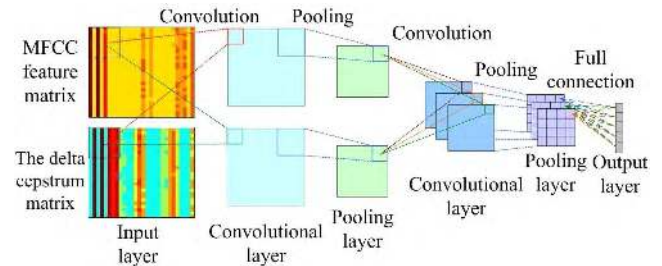 Convolution
Pooling
MFCC
feature
matrix
Convolution
Pooling
Full
connection
The delta
cepstrum
matrix
Input
layer
Convolutional
layer
Pooling
layer
Convolutional
layer
Pooling
layer
Output
layer